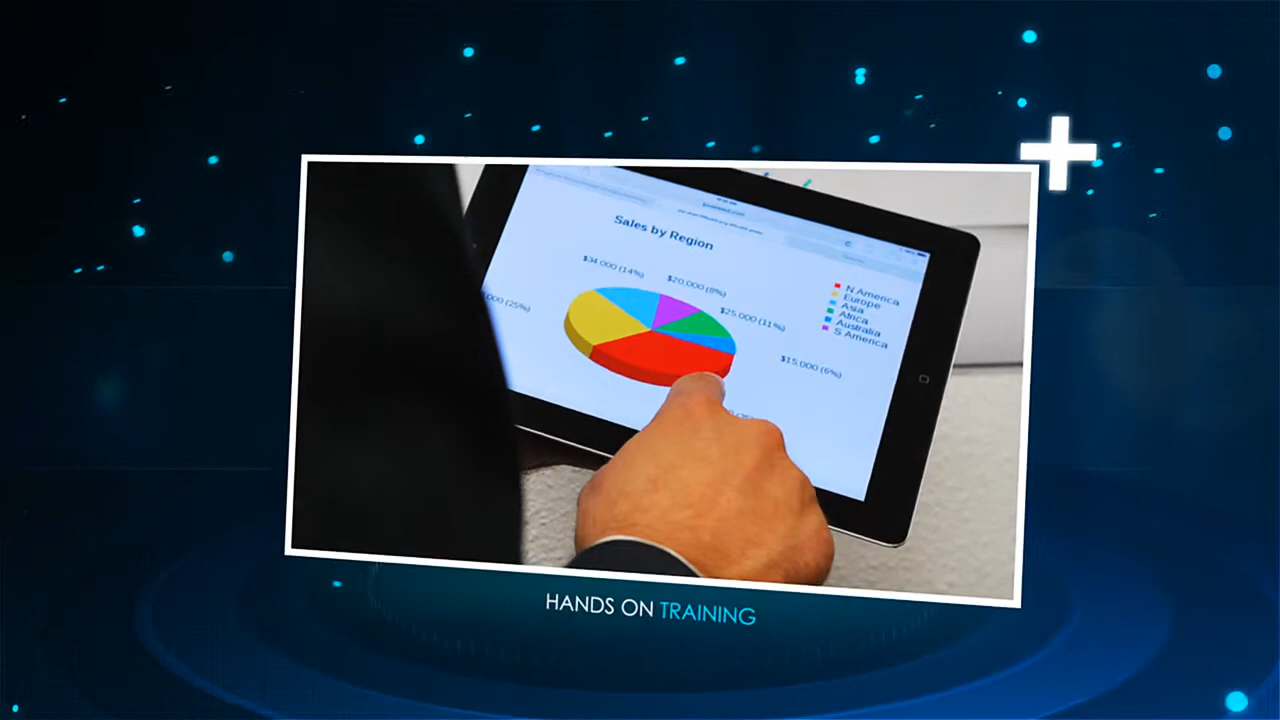 Sales by Region
$34,000 (14%)
$20,000 (8%)
$25,000 (11%)
$15,000 (6%)
(25%)
N America
Europe
Asia
Africa
Australia
S America
HANDS ON TRAINING